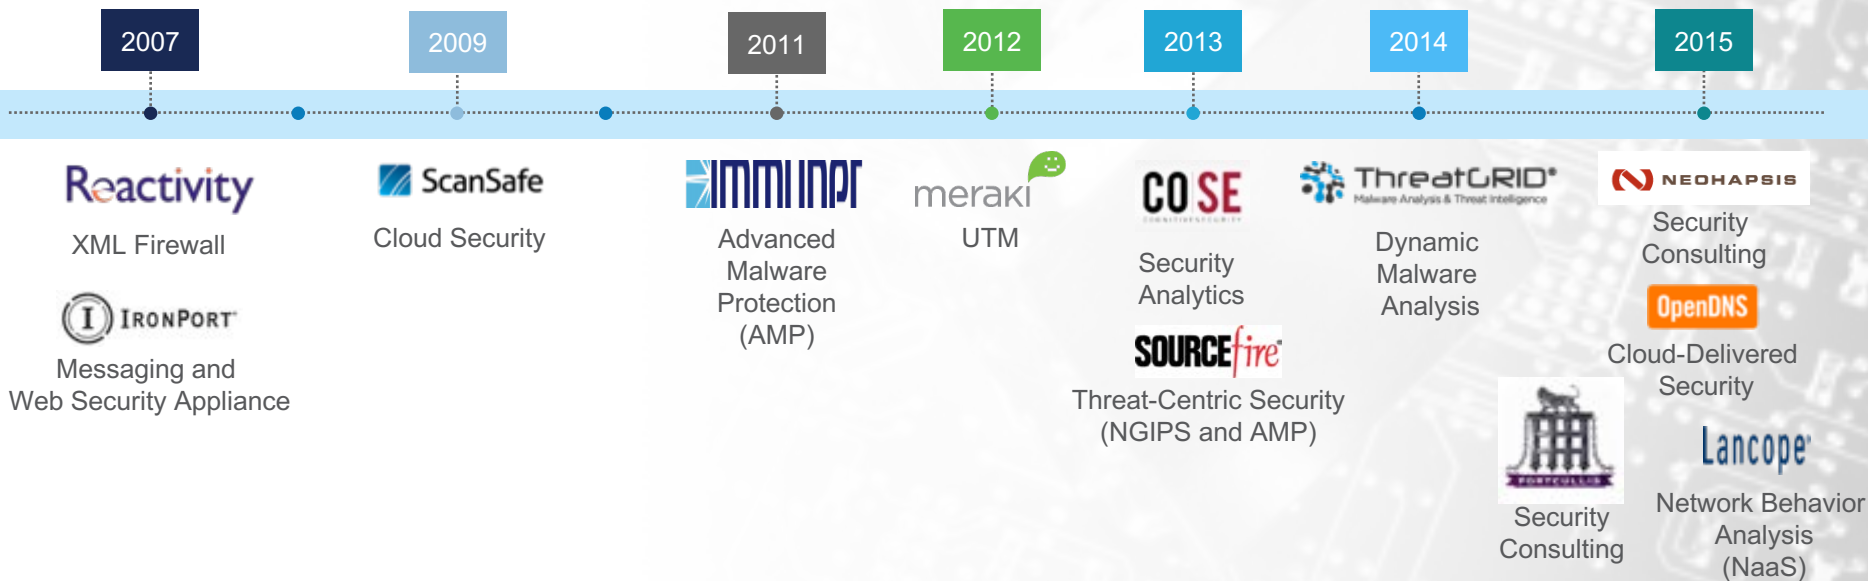 2007
2009
2011
2012
2013
2014
2015
Reactivity
XML Firewall
IRONPORT
Messaging and
Web Security Appliance
ScanSafe
Cloud Security
Advanced
Malware
Protection
(AMP)
meraki
UTM
COSE
COGNITIVESECURITY
Security
Analytics
SOURCEfire
Threat-Centric Security
(NGIPS and AMP)
ThreatGRID®
Malware Analysis & Threat Intelligence
Dynamic
Malware
Analysis
NEOHAPSIS
Security
Consulting
OpenDNS
Cloud-Delivered
Security
PORTCULLIS
Security
Consulting
Lancope
Network Behavior
Analysis
(NaaS)